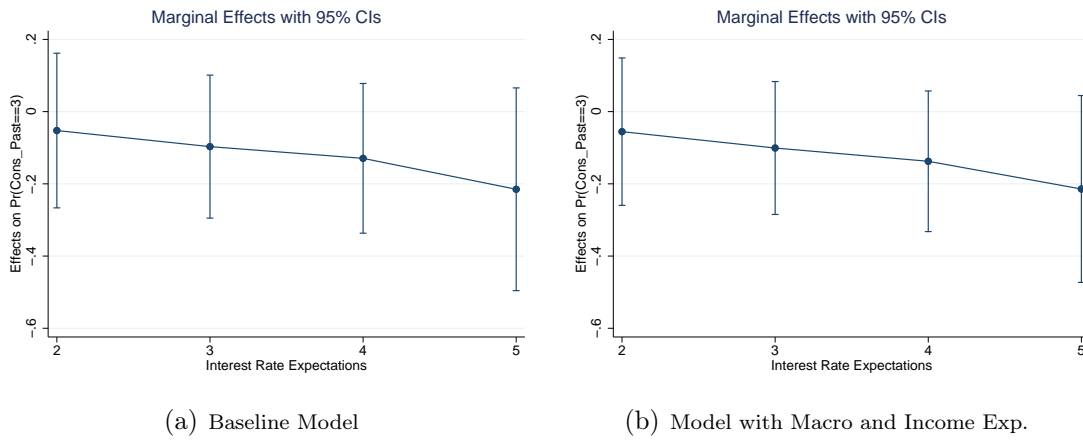 Marginal Effects with 95% CIs
.2
0
-.2
-.4
-.6
Effects on Pr(Cons_Past==3)
2 3 4 5
Interest Rate Expectations
(a) Baseline Model
Marginal Effects with 95% CIs
.2
0
-.2
-.4
-.6
Effects on Pr(Cons_Past==3)
2 3 4 5
Interest Rate Expectations
(b) Model with Macro and Income Exp.